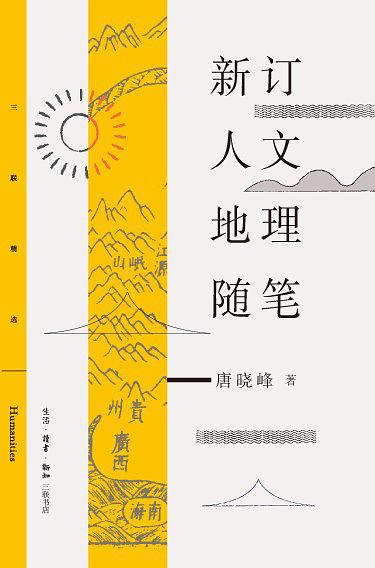 新订
人文
地理
随笔
唐晓峰 著
三联精选
Humanities
生活·讀書·新知
三联书店
江源
岷山
貴州
廣西
海南